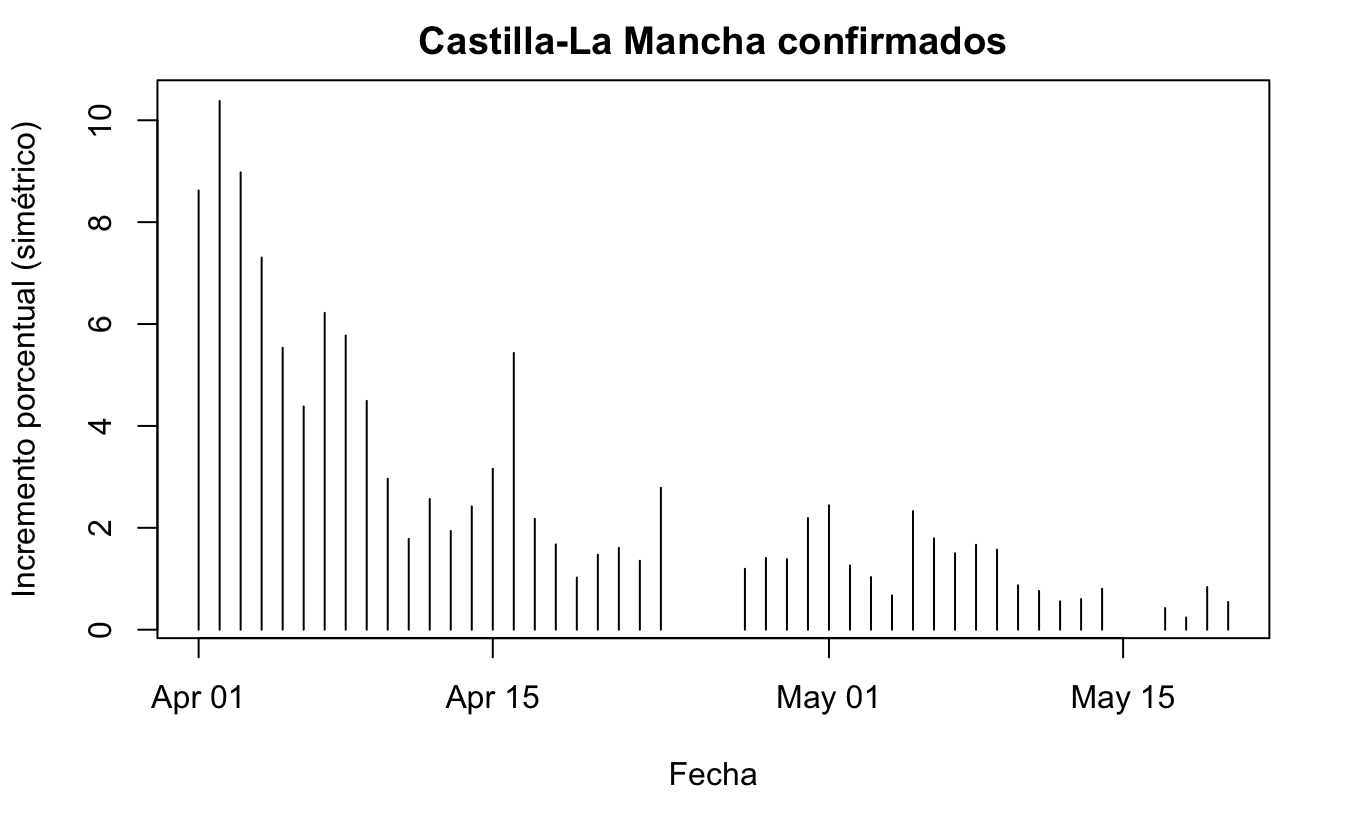 Castilla-La Mancha confirmados
Incremento porcentual (simétrico)
10
8
6
4
2
0
Apr 01
Apr 15
May 01
May 15
Fecha